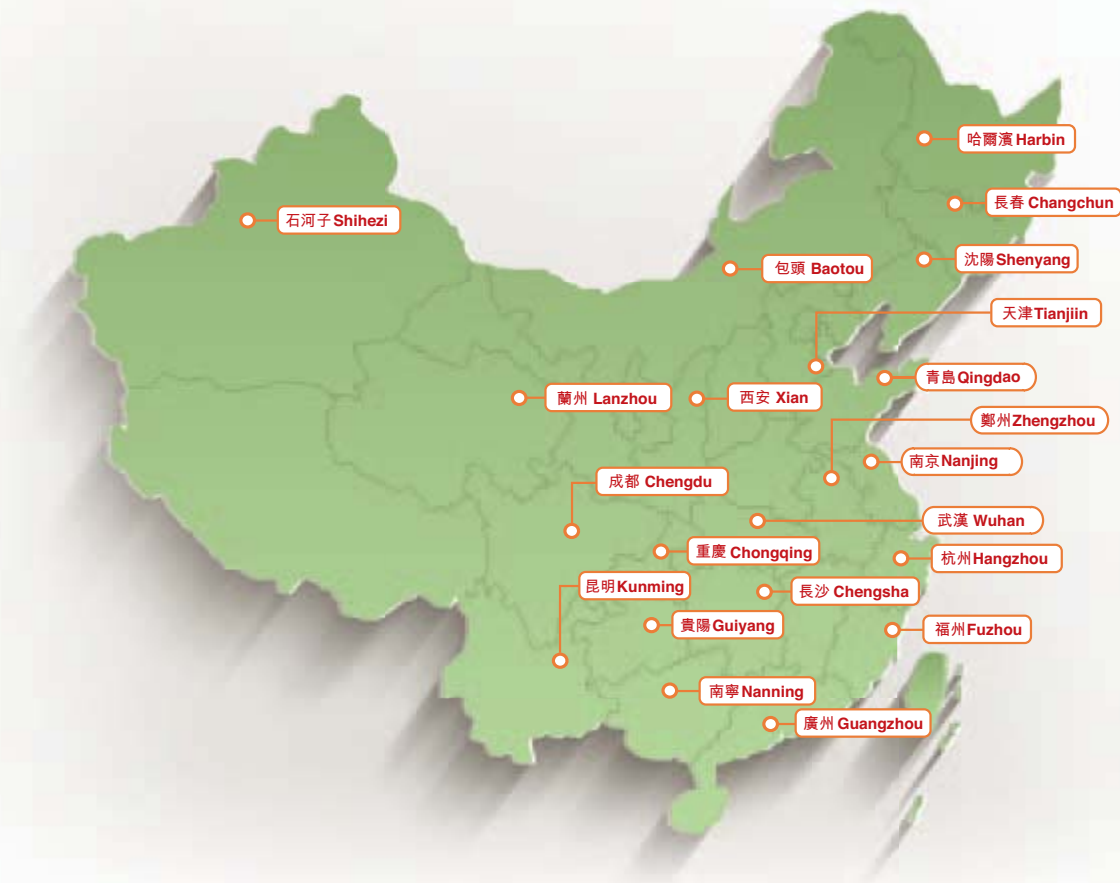 哈爾濱 Harbin
長春 Changchun
石河子 Shihezi
沈陽 Shenyang
包頭 Baotou
天津 Tianjiin
青島 Qingdao
蘭州 Lanzhou
西安 Xian
鄭州 Zhengzhou
南京 Nanjing
成都 Chengdu
武漢 Wuhan
重慶 Chongqing
杭州 Hangzhou
昆明 Kunming
長沙 Chengsha
貴陽 Guiyang
福州 Fuzhou
南寧 Nanning
廣州 Guangzhou